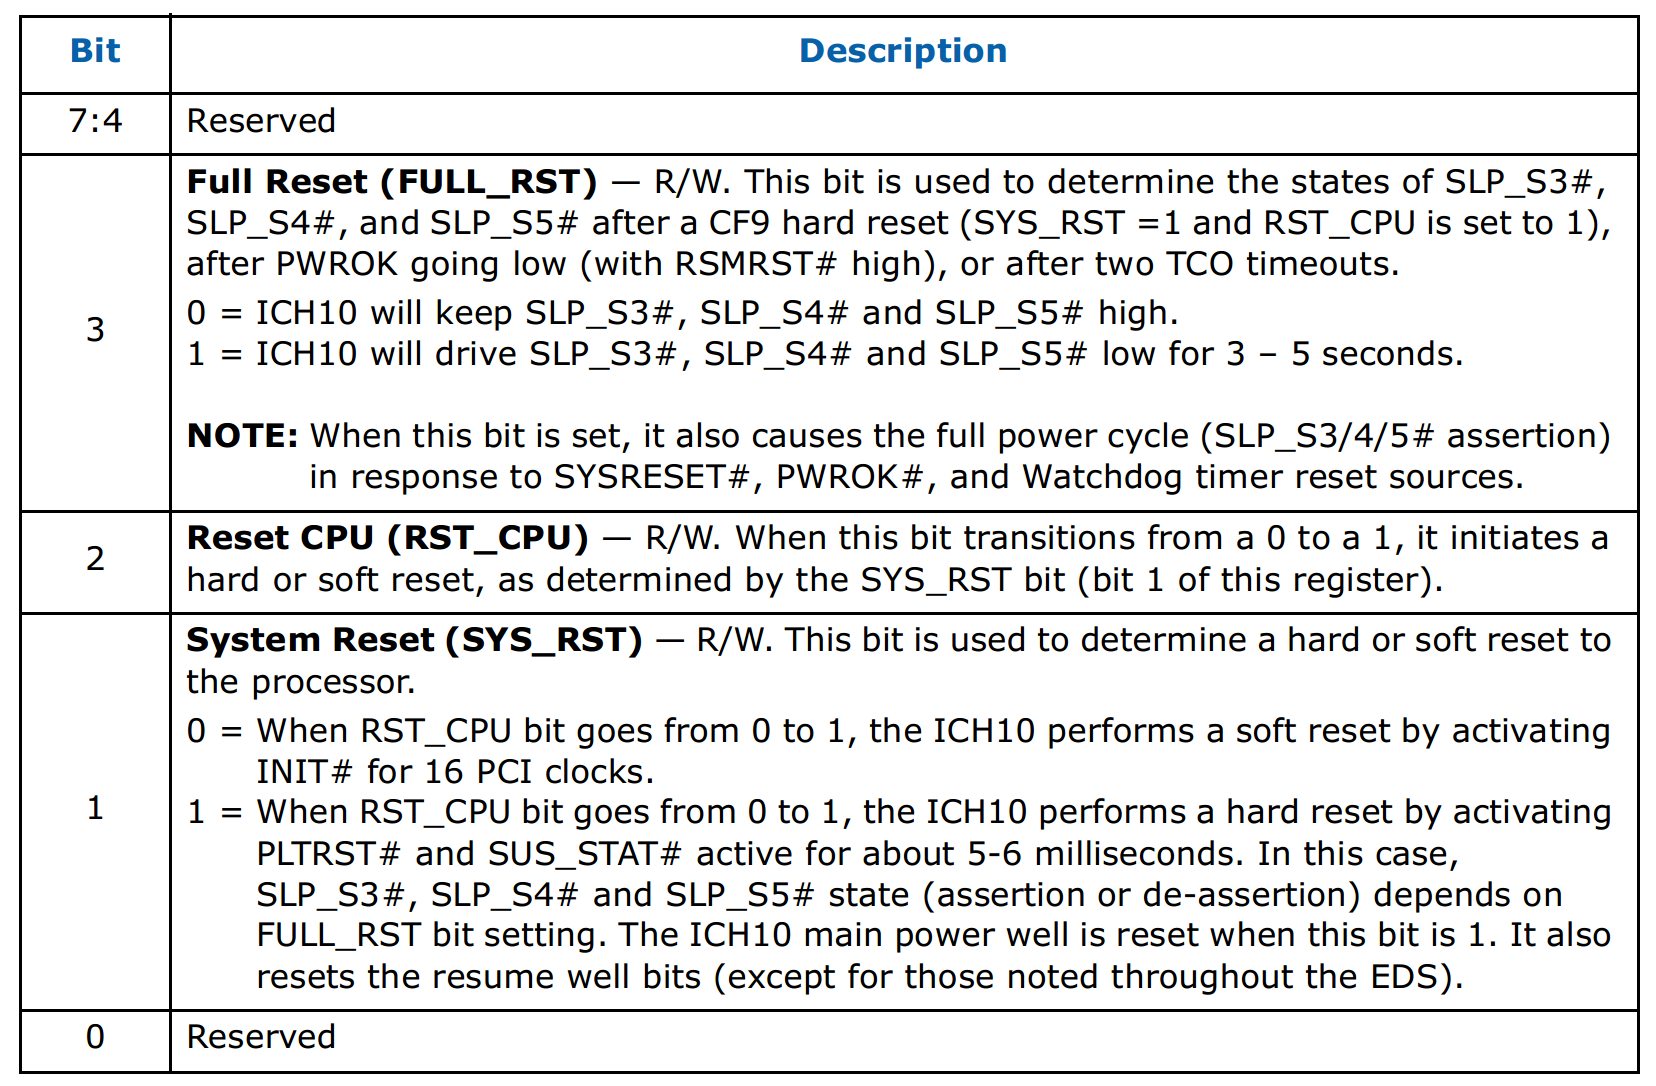 Bit Description
7:4 Reserved
Full Reset (FULL_RST) — R/W. This bit is used to determine the states of SLP_S3#,
SLP_S4#, and SLP_S5# after a CF9 hard reset (SYS_RST =1 and RST_CPU is set to 1),
after PWROK going low (with RSMRST# high), or after two TCO timeouts.
0 = ICH10 will keep SLP_S3#, SLP_S4# and SLP_S5# high.
3
1 = ICH10 will drive SLP_S3#, SLP_S4# and SLP_S5# low for 3 – 5 seconds.
NOTE: When this bit is set, it also causes the full power cycle (SLP_S3/4/5# assertion)
in response to SYSRESET#, PWROK#, and Watchdog timer reset sources.
2
Reset CPU (RST_CPU) — R/W. When this bit transitions from a 0 to a 1, it initiates a
hard or soft reset, as determined by the SYS_RST bit (bit 1 of this register).
System Reset (SYS_RST) — R/W. This bit is used to determine a hard or soft reset to
the processor.
0 = When RST_CPU bit goes from 0 to 1, the ICH10 performs a soft reset by activating
INIT# for 16 PCI clocks.
1
1 = When RST_CPU bit goes from 0 to 1, the ICH10 performs a hard reset by activating
PLTRST# and SUS_STAT# active for about 5-6 milliseconds. In this case,
SLP_S3#, SLP_S4# and SLP_S5# state (assertion or de-assertion) depends on
FULL_RST bit setting. The ICH10 main power well is reset when this bit is 1. It also
resets the resume well bits (except for those noted throughout the EDS).
0 Reserved